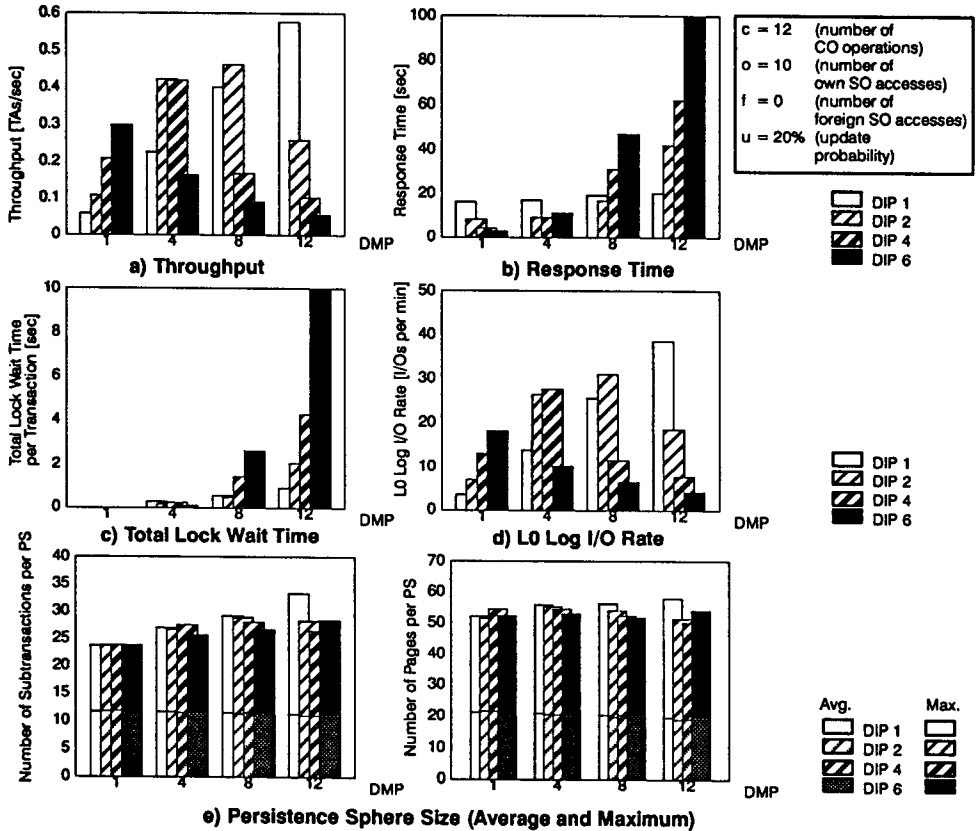 0.6
0.5
0.4
0.3
0.2
0.1
0
Throughput [TAs/sec]
1
4
8
12
DMP
a) Throughput
100
80
60
40
20
0
Response Time [sec]
1
4
8
12
DMP
b) Response Time
c = 12 (number of
CO operations)
o = 10 (number of
own SO accesses)
f = 0 (number of
foreign SO accesses)
u = 20% (update
probability)
DIP 1
DIP 2
DIP 4
DIP 6
10
8
6
4
2
0
Total Lock Wait Time
per Transaction [sec]
1
4
8
12
DMP
c) Total Lock Wait Time
50
40
30
20
10
0
L0 Log I/O Rate [I/Os per min]
1
4
8
12
DMP
d) L0 Log I/O Rate
DIP 1
DIP 2
DIP 4
DIP 6
40
35
30
25
20
15
10
5
0
Number of Subtransactions per PS
1
4
8
12
DMP
70
60
50
40
30
20
10
0
Number of Pages per PS
1
4
8
12
DMP
Avg. Max.
DIP 1
DIP 2
DIP 4
DIP 6
e) Persistence Sphere Size (Average and Maximum)